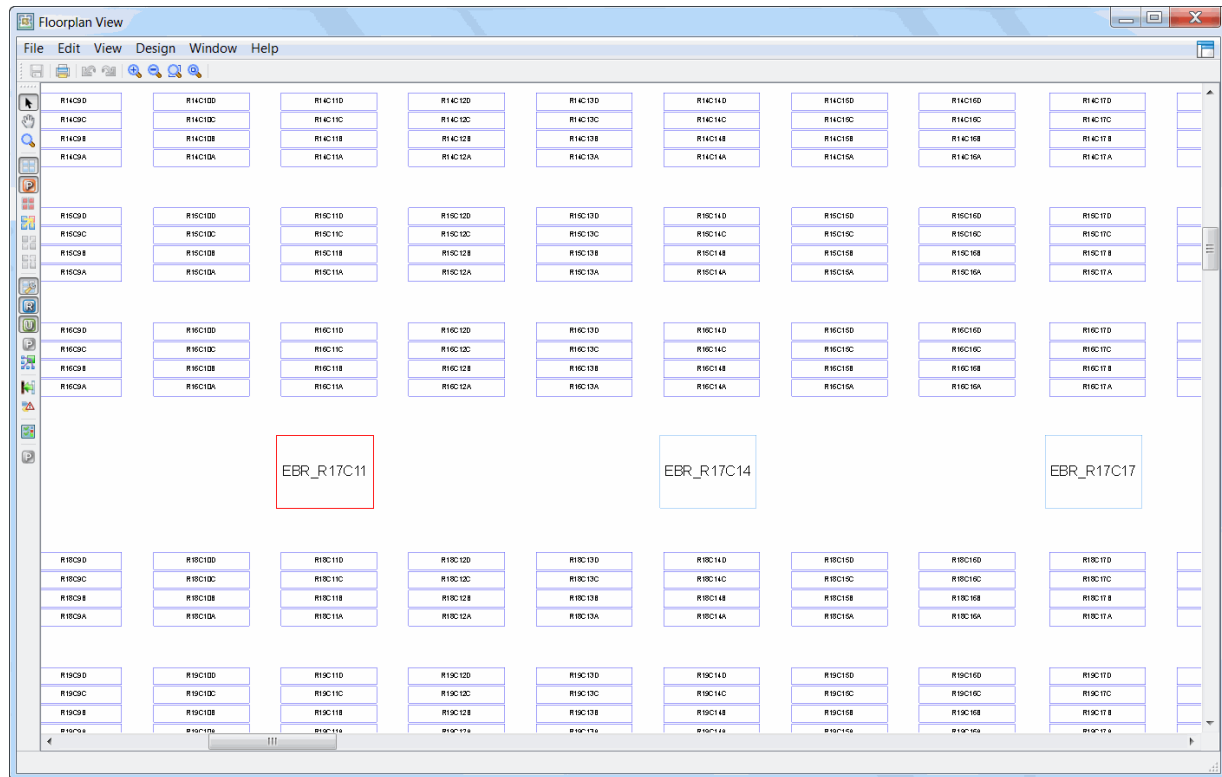 Floorplan View
File Edit View Design Window Help
R14C9D R14C10D R14C11D R14C12D R14C13D R14C14D R14C15D R14C16D R14C17D
R14C9C R14C10C R14C11C R14C12C R14C13C R14C14C R14C15C R14C16C R14C17C
R14C9B R14C10B R14C11B R14C12B R14C13B R14C14B R14C15B R14C16B R14C17B
R14C9A R14C10A R14C11A R14C12A R14C13A R14C14A R14C15A R14C16A R14C17A
R15C9D R15C10D R15C11D R15C12D R15C13D R15C14D R15C15D R15C16D R15C17D
R15C9C R15C10C R15C11C R15C12C R15C13C R15C14C R15C15C R15C16C R15C17C
R15C9B R15C10B R15C11B R15C12B R15C13B R15C14B R15C15B R15C16B R15C17B
R15C9A R15C10A R15C11A R15C12A R15C13A R15C14A R15C15A R15C16A R15C17A
R16C9D R16C10D R16C11D R16C12D R16C13D R16C14D R16C15D R16C16D R16C17D
R16C9C R16C10C R16C11C R16C12C R16C13C R16C14C R16C15C R16C16C R16C17C
R16C9B R16C10B R16C11B R16C12B R16C13B R16C14B R16C15B R16C16B R16C17B
R16C9A R16C10A R16C11A R16C12A R16C13A R16C14A R16C15A R16C16A R16C17A
EBR_R17C11 EBR_R17C14 EBR_R17C17
R18C9D R18C10D R18C11D R18C12D R18C13D R18C14D R18C15D R18C16D R18C17D
R18C9C R18C10C R18C11C R18C12C R18C13C R18C14C R18C15C R18C16C R18C17C
R18C9B R18C10B R18C11B R18C12B R18C13B R18C14B R18C15B R18C16B R18C17B
R18C9A R18C10A R18C11A R18C12A R18C13A R18C14A R18C15A R18C16A R18C17A
R19C9D R19C10D R19C11D R19C12D R19C13D R19C14D R19C15D R19C16D R19C17D
R19C9C R19C10C R19C11C R19C12C R19C13C R19C14C R19C15C R19C16C R19C17C
R19C9B R19C10B R19C11B R19C12B R19C13B R19C14B R19C15B R19C16B R19C17B